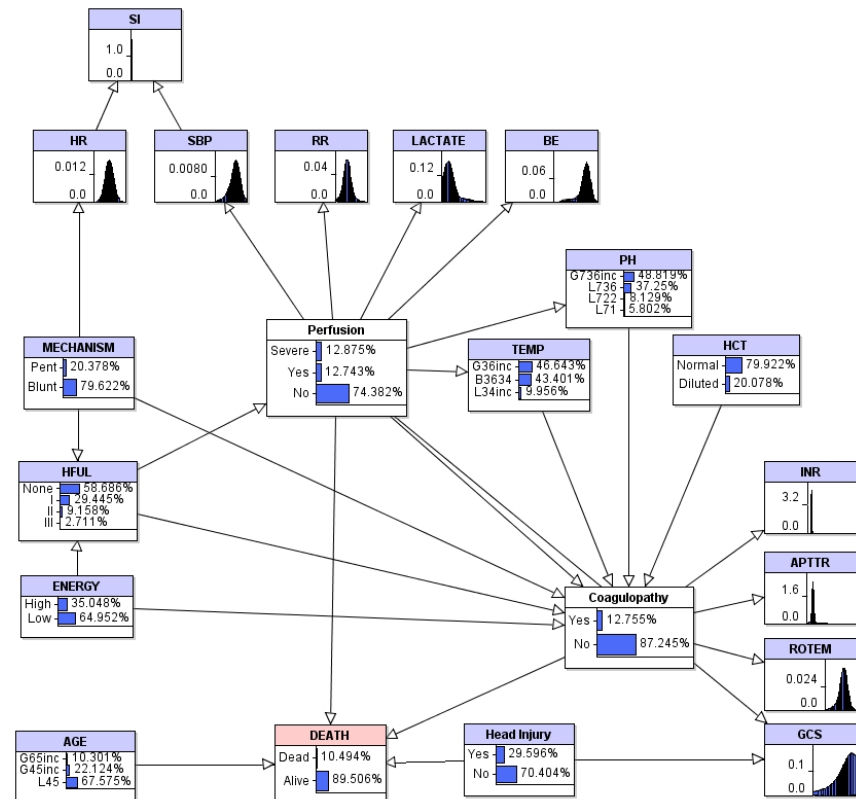 SI
1.0
0.0
HR
0.012
0.0
SBP
0.0080
0.0
RR
0.04
0.0
LACTATE
0.12
0.0
BE
0.06
0.0
PH
G736inc 48.819%
L736 37.25%
L722 8.129%
L71 5.802%
Perfusion
Severe 12.875%
Yes 12.743%
No 74.382%
MECHANISM
Pent 20.378%
Blunt 79.622%
TEMP
G36inc 46.643%
B3634 43.401%
L34inc 9.956%
HCT
Normal 79.922%
Diluted 20.078%
HFUL
None 58.686%
I 29.445%
II 9.158%
III 2.711%
INR
3.2
0.0
APTTR
1.6
0.0
ENERGY
High 35.048%
Low 64.952%
Coagulopathy
Yes 12.755%
No 87.245%
ROTEM
0.024
0.0
AGE
G65inc 10.301%
G45inc 22.124%
L45 67.575%
DEATH
Dead 10.494%
Alive 89.506%
Head Injury
Yes 29.596%
No 70.404%
GCS
0.1
0.0